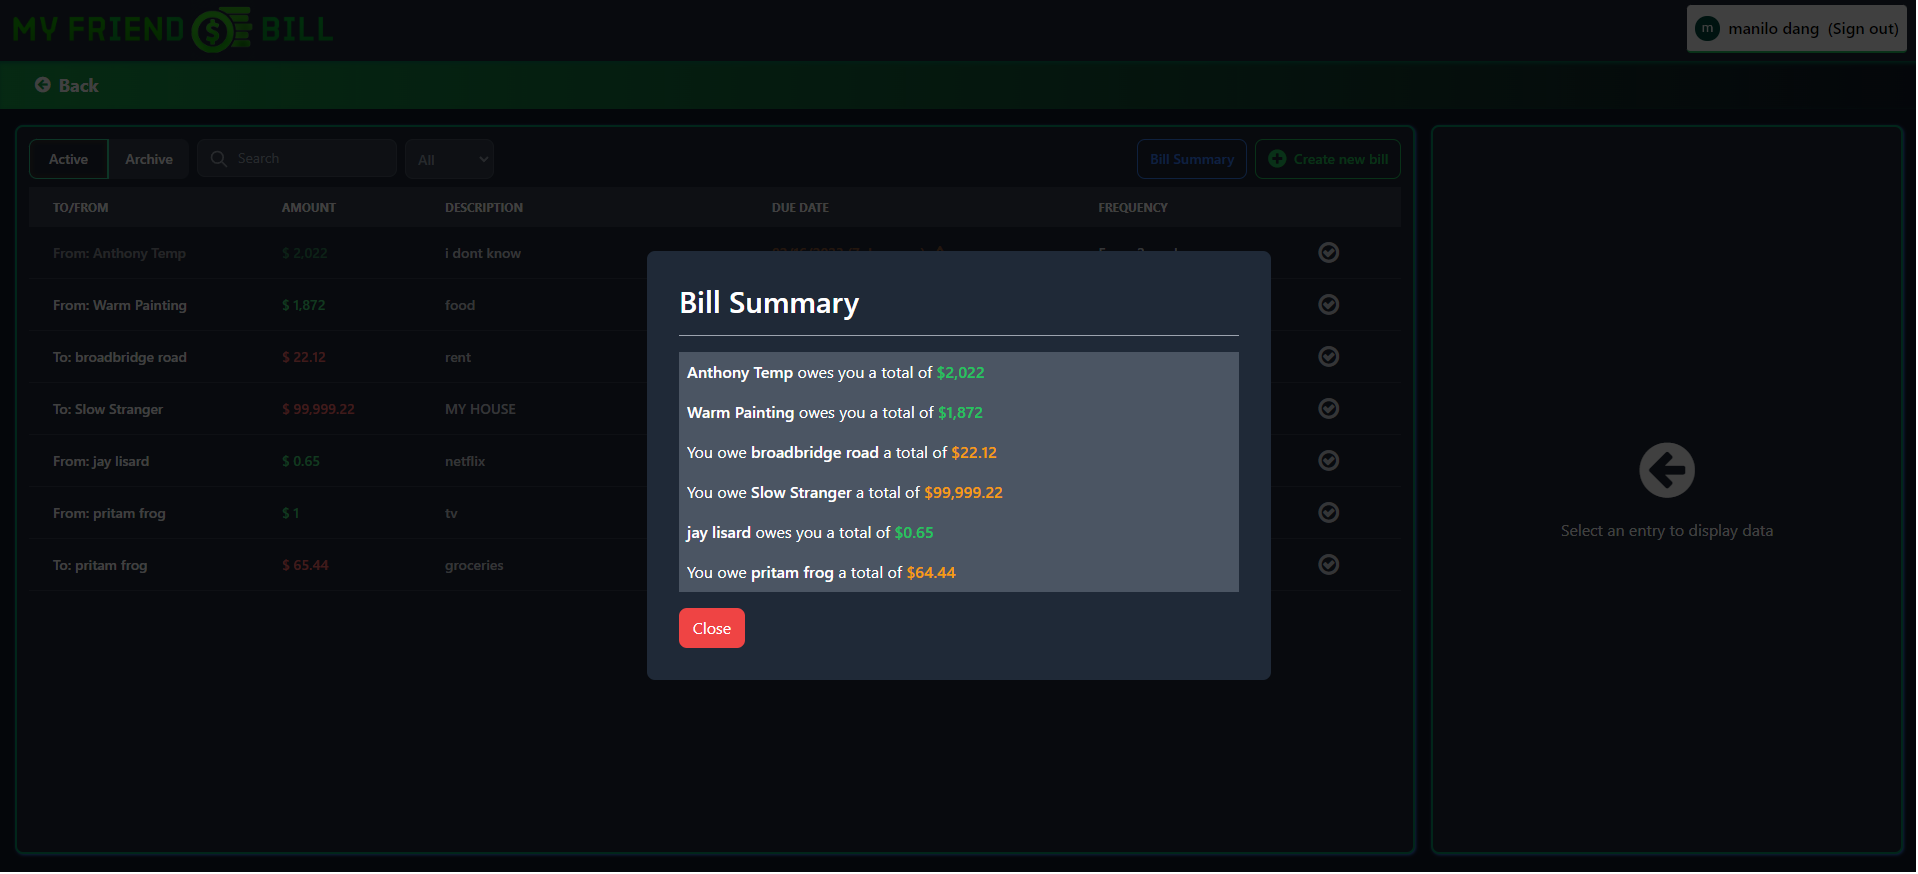 MY FRIEND $ BILL
m manilo dang (Sign out)
Back
Active Archive Search All Bill Summary Create new bill
TO/FROM AMOUNT DESCRIPTION DUE DATE FREQUENCY
From: Anthony Temp $ 2,022 i dont know
From: Warm Painting $ 1,872 food
To: broadbridge road $ 22.12 rent
To: Slow Stranger $ 99,999.22 MY HOUSE
From: jay lisard $ 0.65 netflix
From: pritam frog $ 1 tv
To: pritam frog $ 65.44 groceries
Bill Summary
Anthony Temp owes you a total of $2,022
Warm Painting owes you a total of $1,872
You owe broadbridge road a total of $22.12
You owe Slow Stranger a total of $99,999.22
jay lisard owes you a total of $0.65
You owe pritam frog a total of $64.44
Close
Select an entry to display data